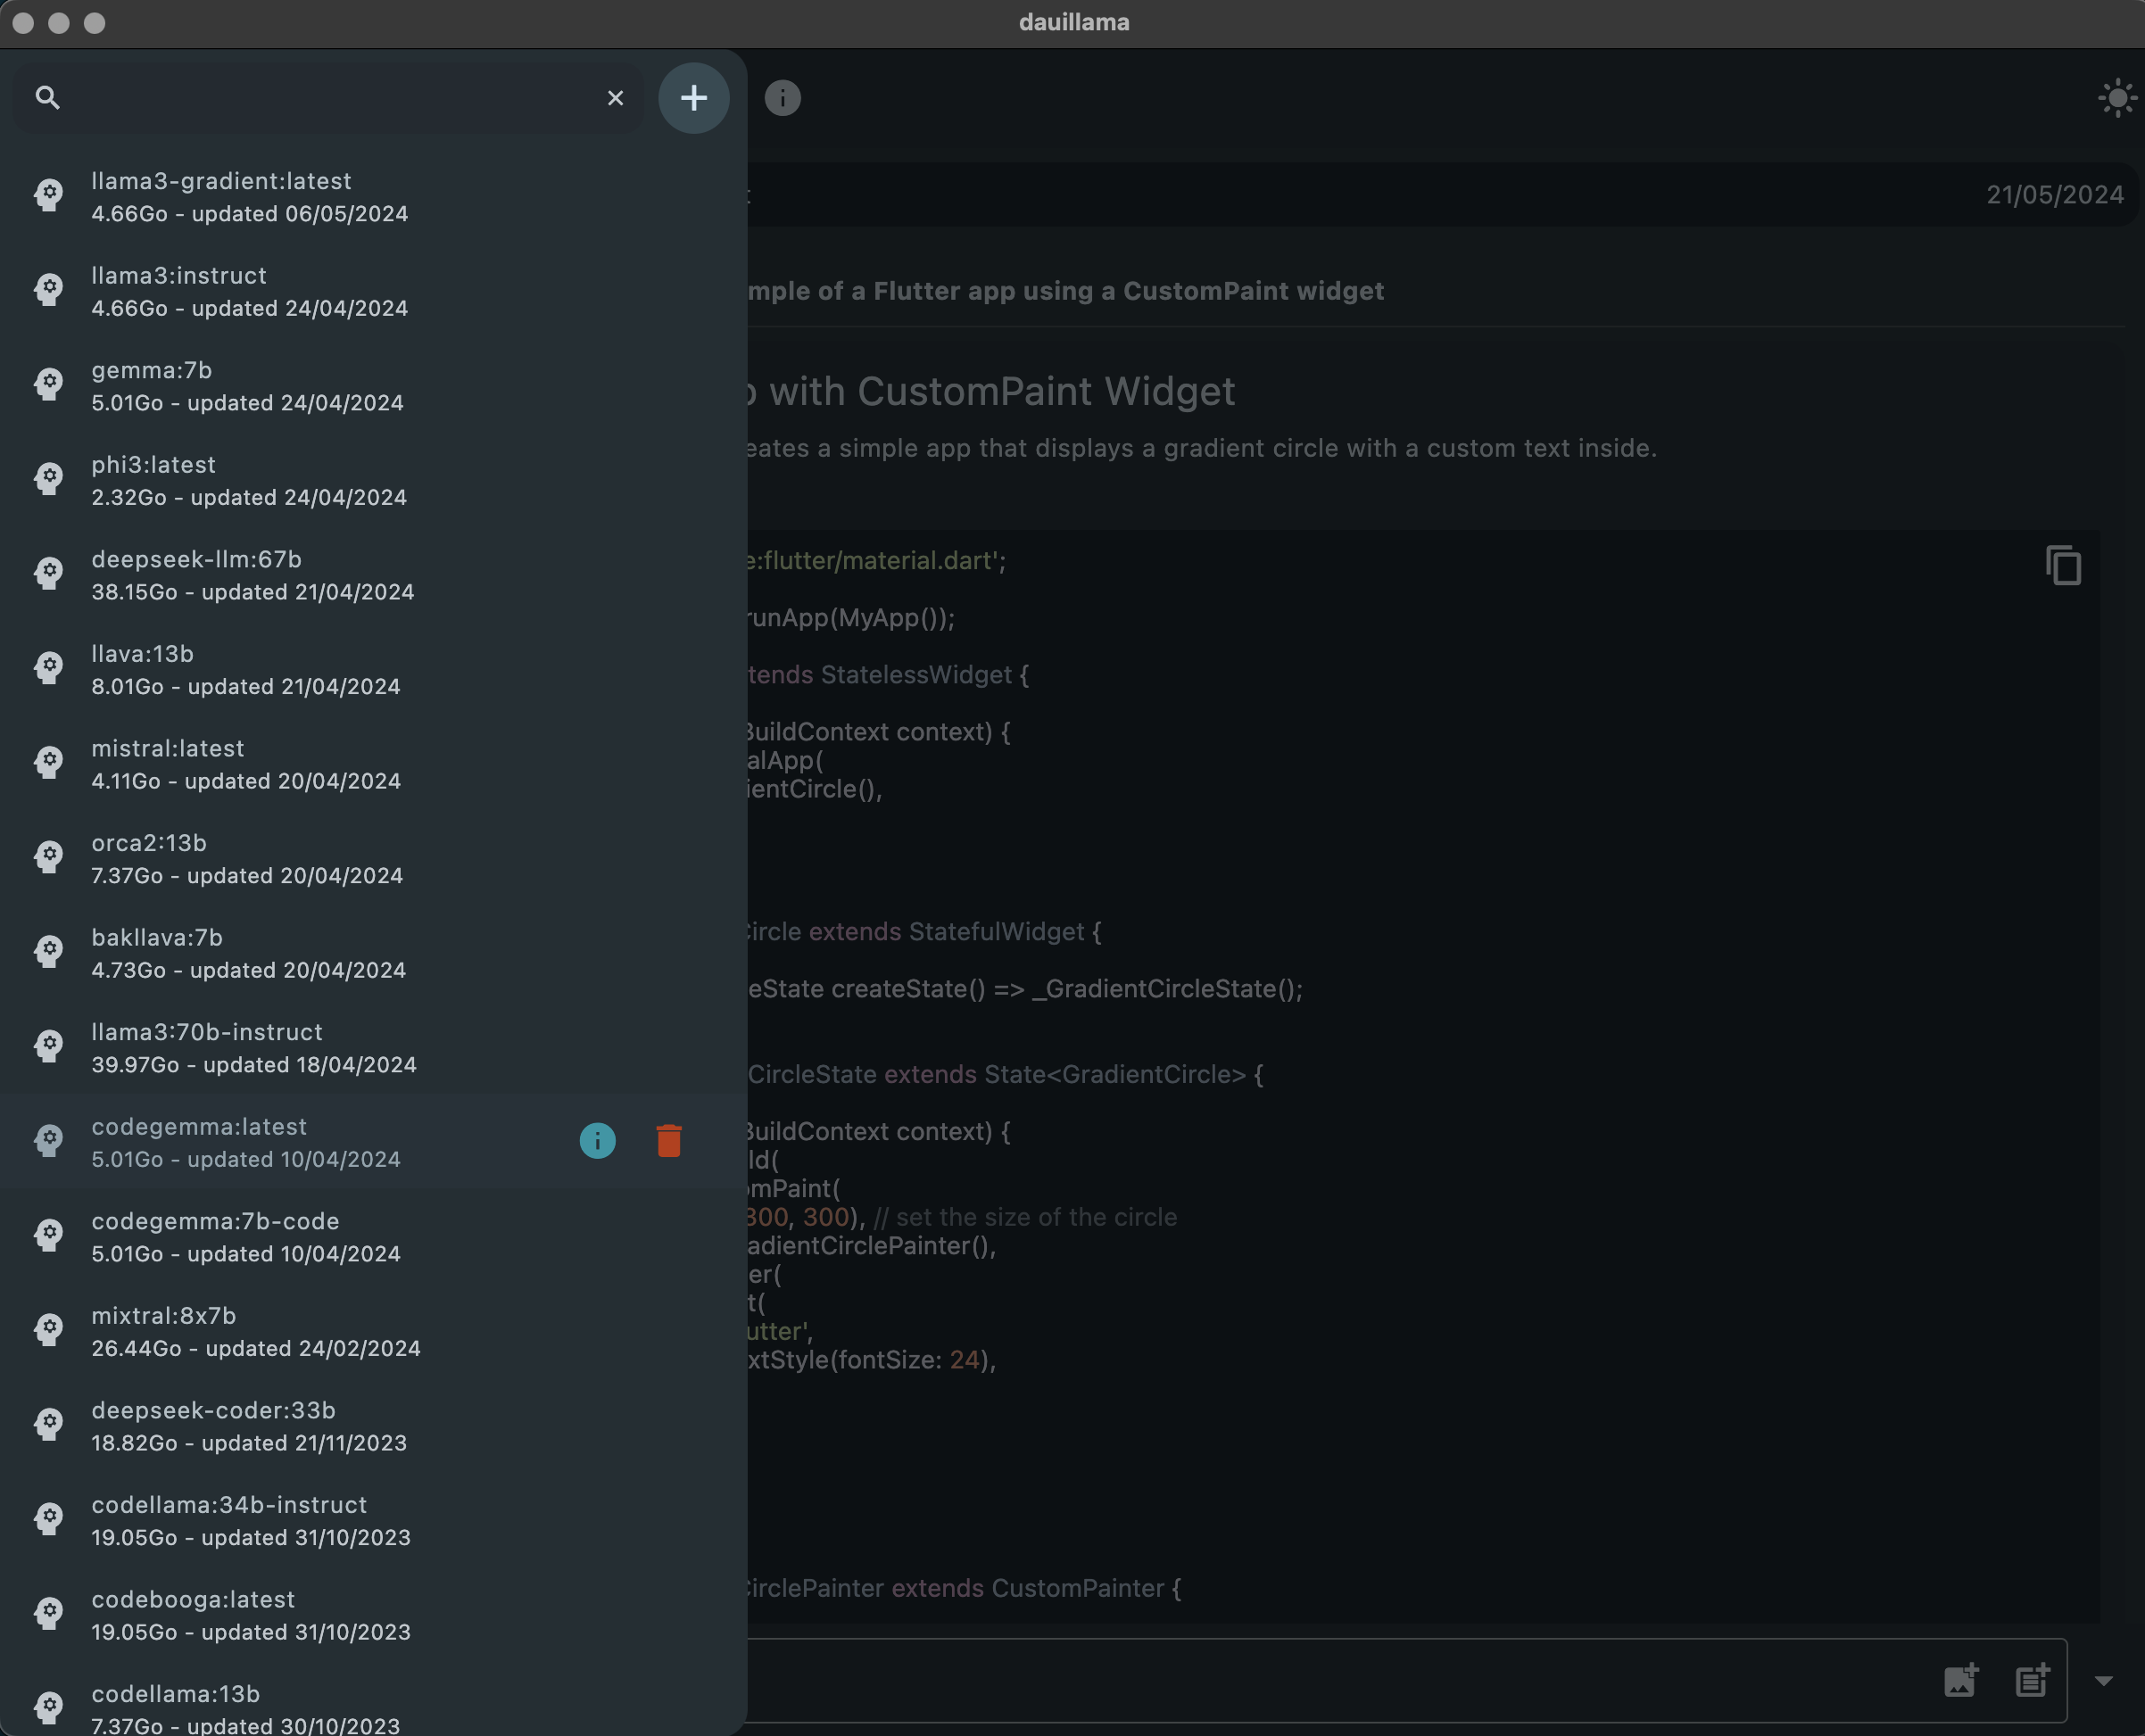 dauillama
llama3-gradient:latest
4.66Go - updated 06/05/2024
llama3:instruct
4.66Go - updated 24/04/2024
gemma:7b
5.01Go - updated 24/04/2024
phi3:latest
2.32Go - updated 24/04/2024
deepseek-llm:67b
38.15Go - updated 21/04/2024
llava:13b
8.01Go - updated 21/04/2024
mistral:latest
4.11Go - updated 20/04/2024
orca2:13b
7.37Go - updated 20/04/2024
bakllava:7b
4.73Go - updated 20/04/2024
llama3:70b-instruct
39.97Go - updated 18/04/2024
codegemma:latest
5.01Go - updated 10/04/2024
codegemma:7b-code
5.01Go - updated 10/04/2024
mixtral:8x7b
26.44Go - updated 24/02/2024
deepseek-coder:33b
18.82Go - updated 21/11/2023
codellama:34b-instruct
19.05Go - updated 31/10/2023
codebooga:latest
19.05Go - updated 31/10/2023
codellama:13b
7.37Go - updated 30/10/2023
21/05/2024
mple of a Flutter app using a CustomPaint widget
with CustomPaint Widget
eates a simple app that displays a gradient circle with a custom text inside.
e:flutter/material.dart';
runApp(MyApp());
tends StatelessWidget {
BuildContext context) {
alApp(
ientCircle(),
Circle extends StatefulWidget {
eState createState() => _GradientCircleState();
CircleState extends State<GradientCircle> {
BuildContext context) {
ld(
omPaint(
300, 300), // set the size of the circle
adientCirclePainter(),
er(
t(
utter',
xtStyle(fontSize: 24),
CirclePainter extends CustomPainter {